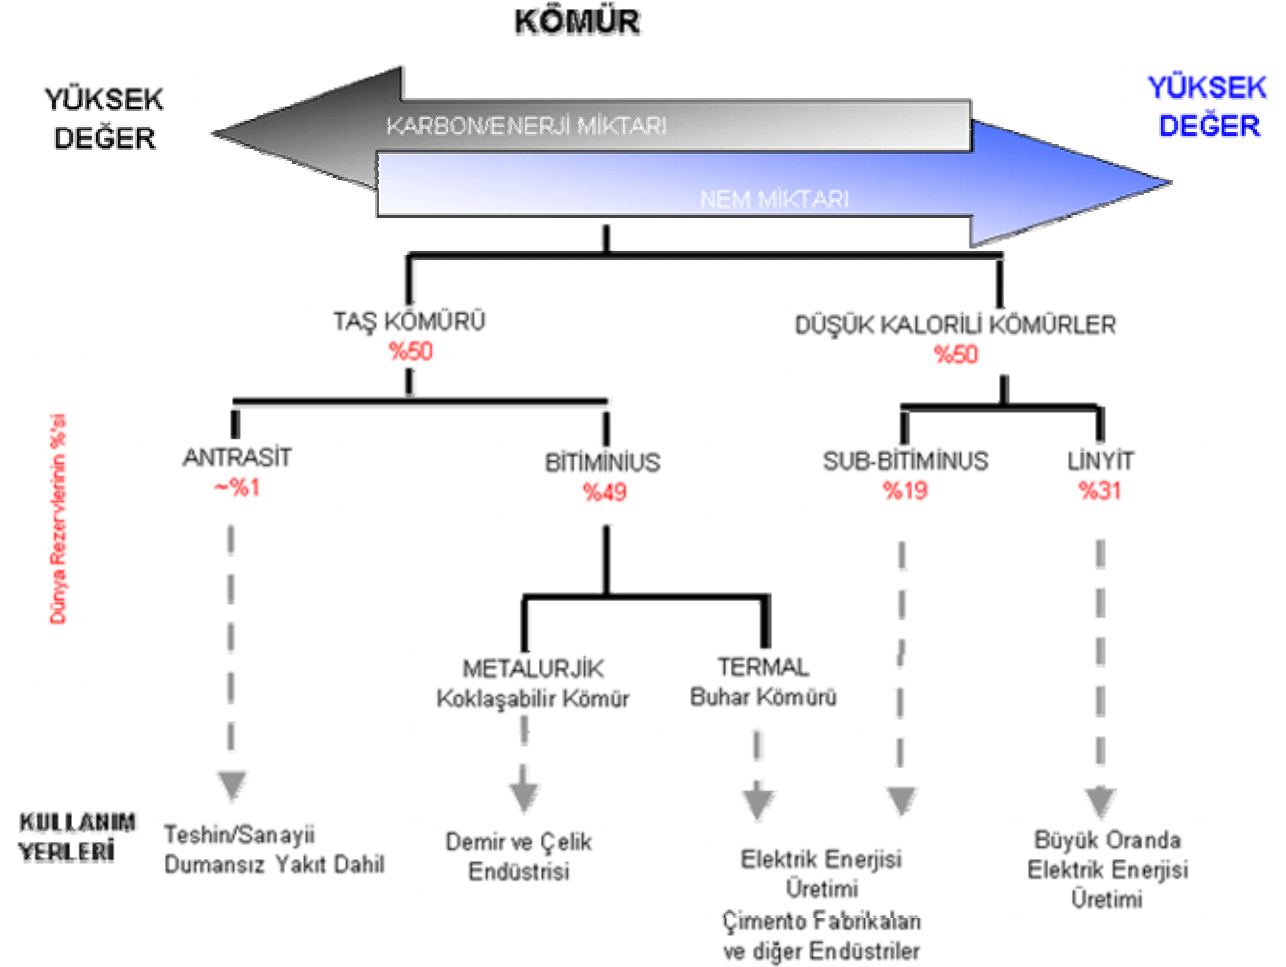 KÖMÜR
YÜKSEK
DEĞER
YÜKSEK
DEĞER
KARBON/ENERJİ MİKTARI
NEM MİKTARI
TAŞ KÖMÜRÜ
%50
DÜŞÜK KALORİLİ KÖMÜRLER
%50
Dünya Rezervlerinin %'si
ANTRASİT
~%1
BİTİMİNİUS
%49
SUB-BİTİMİNUS
%19
LİNYİT
%31
METALURJİK
Koklaşabilir Kömür
TERMAL
Buhar Kömürü
KULLANIM
YERLERİ
Teshin/Sanayii
Dumansız Yakıt Dahil
Demir ve Çelik
Endüstrisi
Elektrik Enerjisi
Üretimi
Çimento Fabrikaları
ve diğer Endüstriler
Büyük Oranda
Elektrik Enerjisi
Üretimi